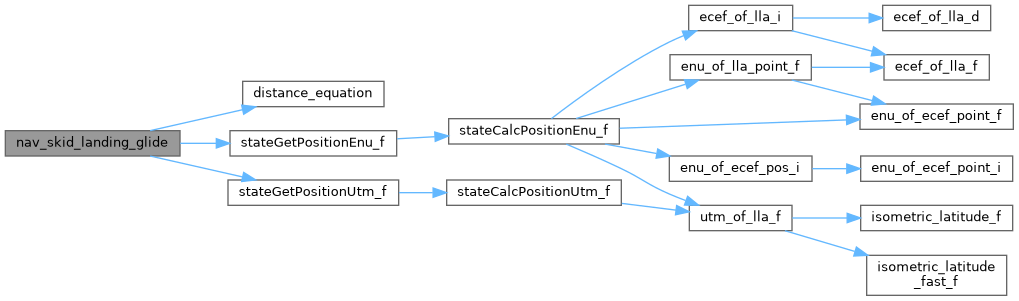 nav_skid_landing_glide
distance_equation
stateGetPositionEnu_f
stateGetPositionUtm_f
stateCalcPositionEnu_f
stateCalcPositionUtm_f
ecef_of_lla_i
enu_of_lla_point_f
enu_of_ecef_pos_i
utm_of_lla_f
ecef_of_lla_d
ecef_of_lla_f
enu_of_ecef_point_f
enu_of_ecef_point_i
isometric_latitude_f
isometric_latitude
_fast_f